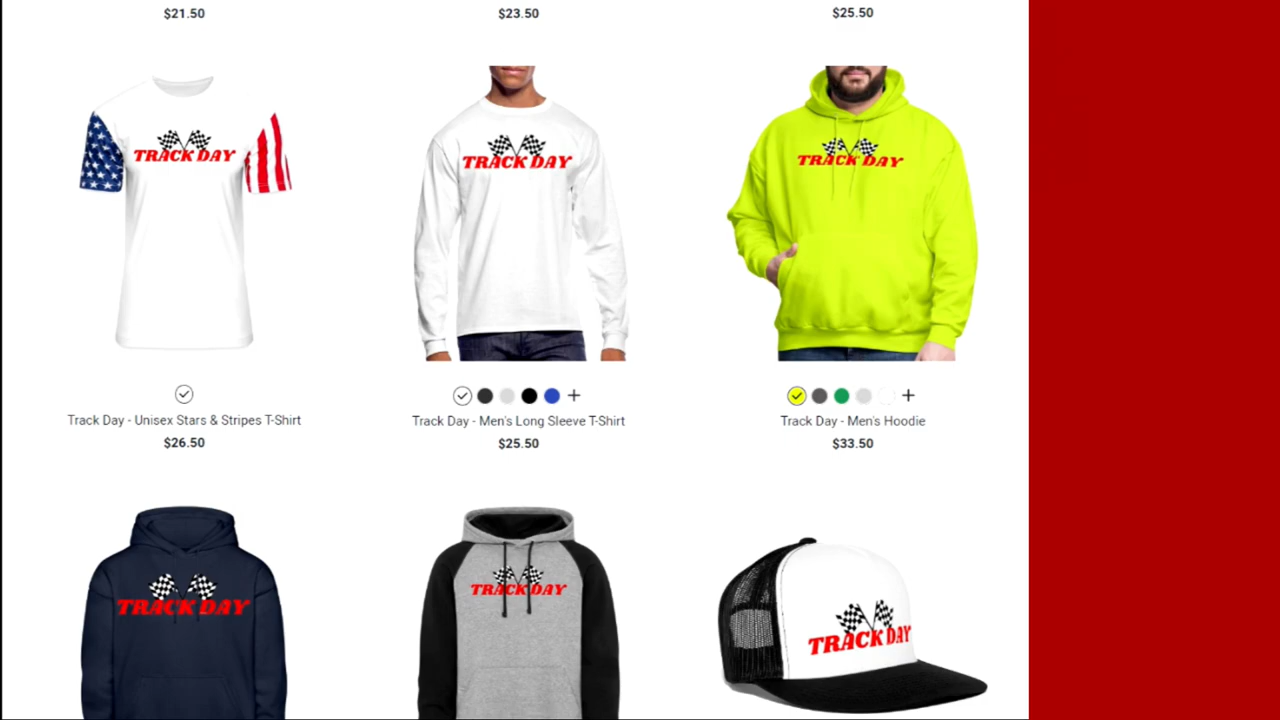 $21.50
$23.50
$25.50
TRACK DAY
TRACK DAY
TRACK DAY
Track Day - Unisex Stars & Stripes T-Shirt
$26.50
Track Day - Men's Long Sleeve T-Shirt
$25.50
Track Day - Men's Hoodie
$33.50
TRACK DAY
TRACK DAY
TRACK DAY